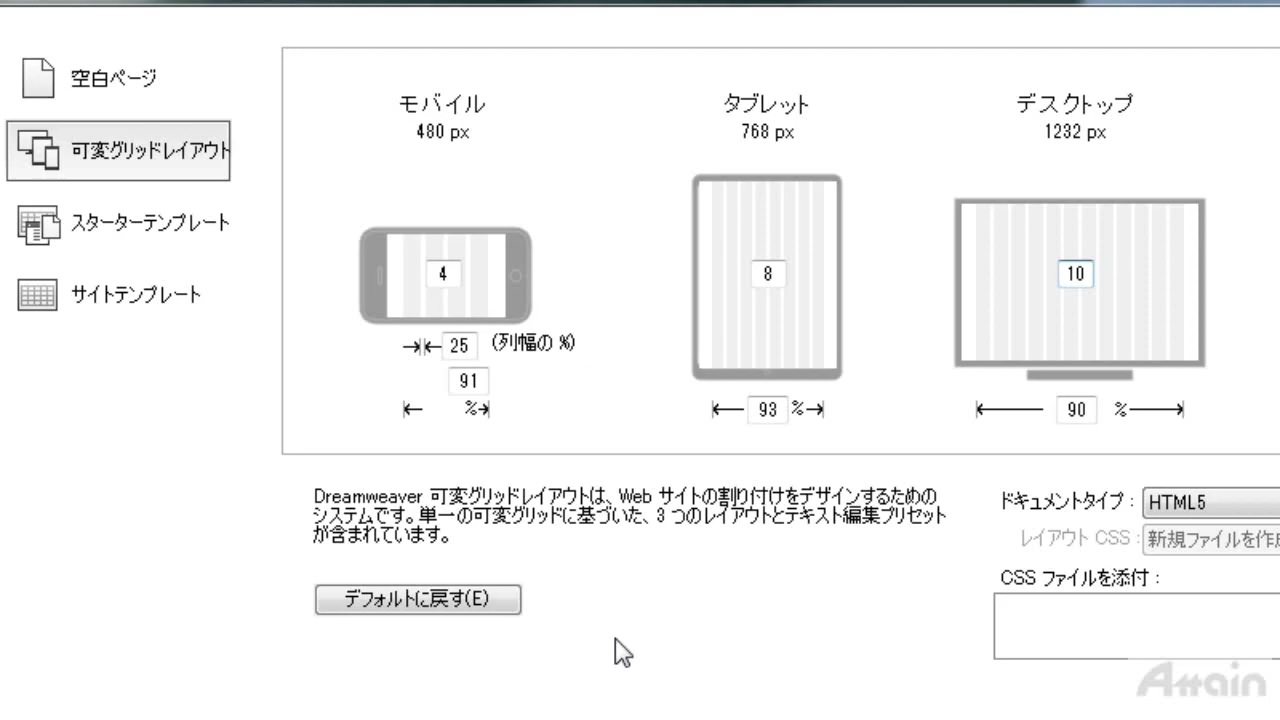 空白ページ
可変グリッドレイアウト
スターターテンプレート
サイトテンプレート
モバイル
480 px
タブレット
768 px
デスクトップ
1232 px
4
8
10
25 (列幅の %)
91
%
93 %
90 %
Dreamweaver 可変グリッドレイアウトは、Web サイトの割り付けをデザインするための
システムです。単一の可変グリッドに基づいた、3 つのレイアウトとテキスト編集プリセット
が含まれています。
デフォルトに戻す(E)
ドキュメントタイプ : HTML5
レイアウト CSS : 新規ファイルを作成
CSS ファイルを添付 :
Attain